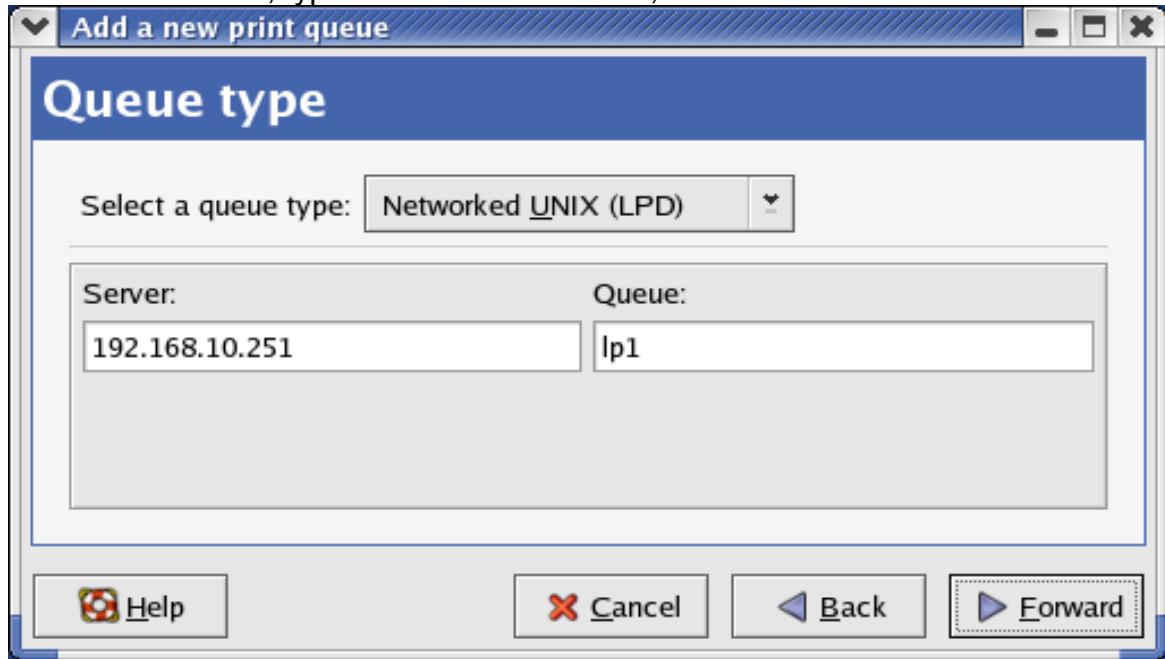 Add a new print queue
Queue type
Select a queue type: Networked UNIX (LPD)
Server: Queue:
192.168.10.251 lp1
Help Cancel Back Forward